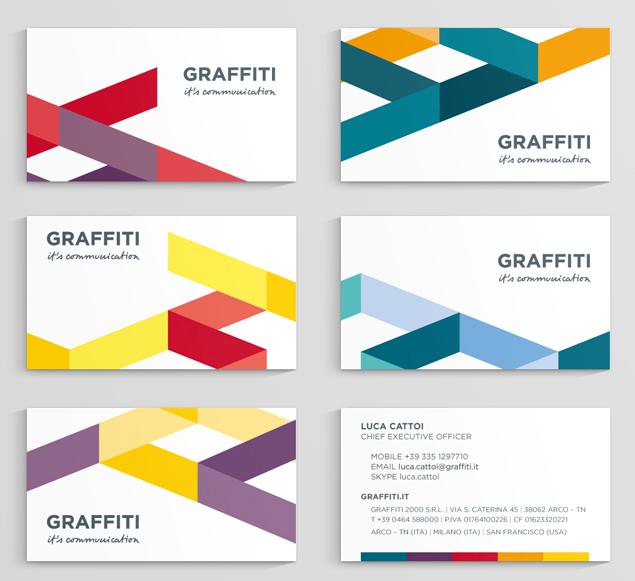 GRAFFITI
it's communication
GRAFFITI
it's communication
GRAFFITI
it's communication
GRAFFITI
it's communication
GRAFFITI
it's communication
LUCA CATTOI
CHIEF EXECUTIVE OFFICER
MOBILE +39 335 1297710
EMAIL luca.cattoi@graffiti.it
SKYPE luca.cattoi
GRAFFITI.IT
GRAFFITI 2000 S.R.L. | VIA S. CATERINA 45 | 38062 ARCO – TN
T +39 0464 588000 | P.IVA 01764100226 | CF 01623320221
ARCO – TN (ITA) | MILANO (ITA) | SAN FRANCISCO (USA)